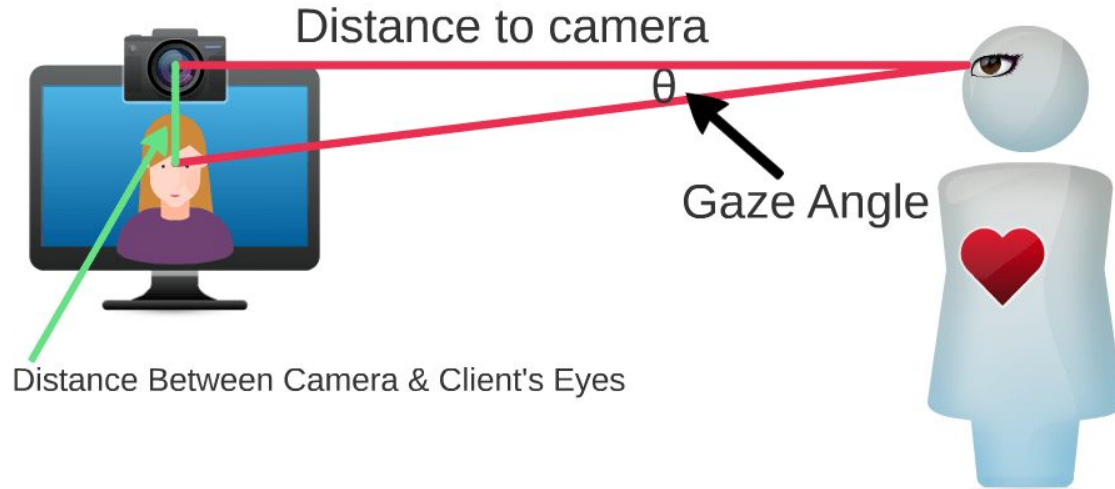 Distance to camera
θ
Gaze Angle
Distance Between Camera & Client's Eyes